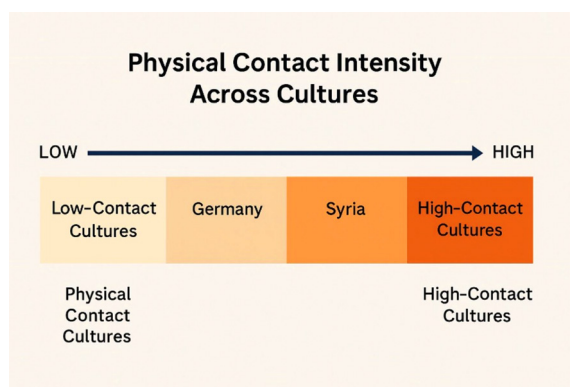 Physical Contact Intensity
Across Cultures
LOW HIGH
Low-Contact
Cultures
Germany
Syria
High-Contact
Cultures
Physical
Contact
Cultures
High-Contact
Cultures